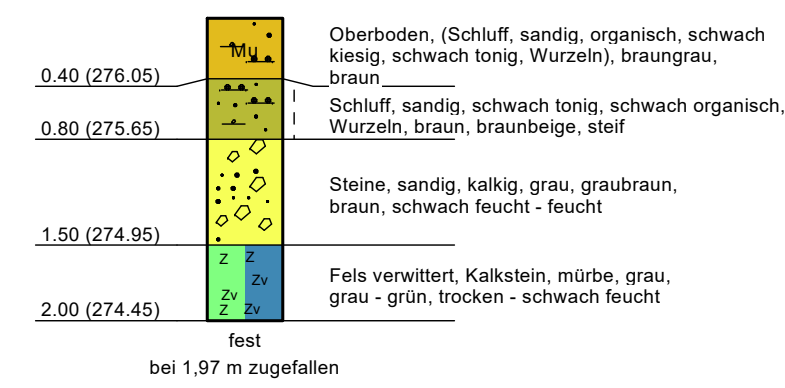 Oberboden, (Schluff, sandig, organisch, schwach
kiesig, schwach tonig, Wurzeln), braungrau,
braun
Mu
0.40 (276.05)
Schluff, sandig, schwach tonig, schwach organisch,
Wurzeln, braun, braunbeige, steif
0.80 (275.65)
Steine, sandig, kalkig, grau, graubraun,
braun, schwach feucht - feucht
1.50 (274.95)
Z Z
Zv
Zv
Z Zv
Fels verwittert, Kalkstein, mürbe, grau,
grau - grün, trocken - schwach feucht
2.00 (274.45)
fest
bei 1,97 m zugefallen